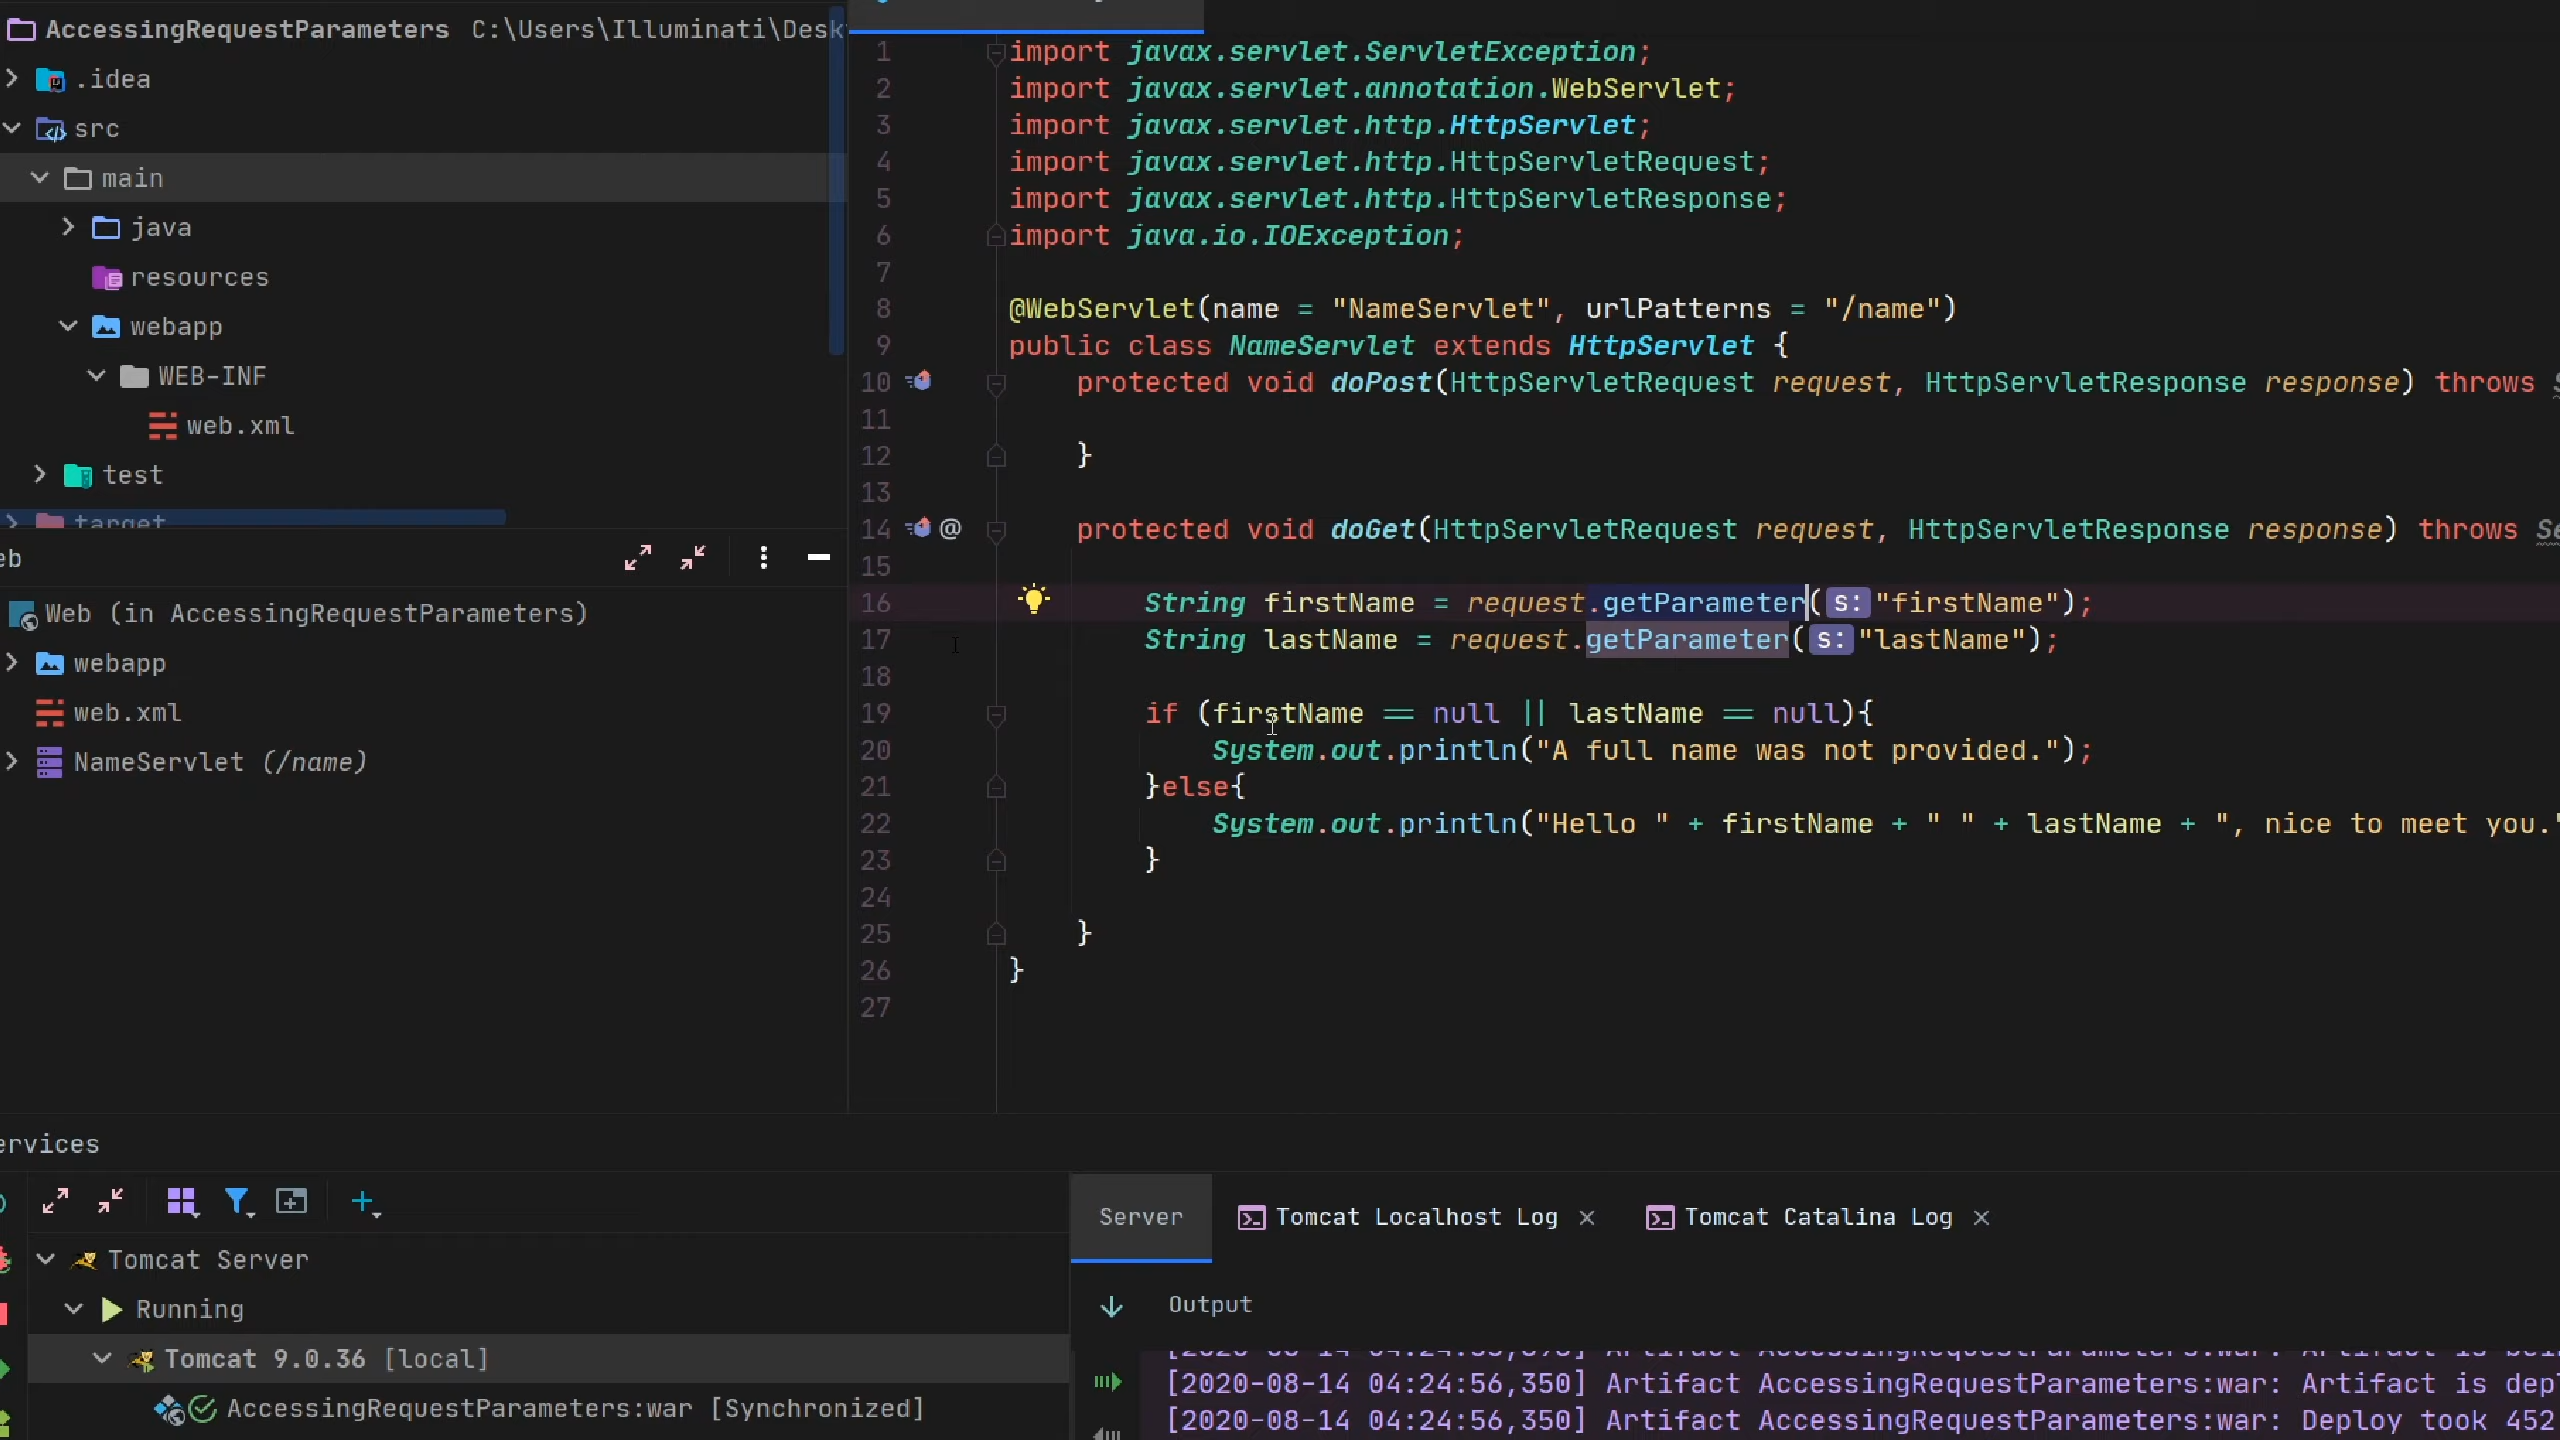 AccessingRequestParameters C:\Users\Illuminati\Desk
.idea
src
main
java
resources
webapp
WEB-INF
web.xml
test
target
eb
Web (in AccessingRequestParameters)
webapp
web.xml
NameServlet (/name)
1 import javax.servlet.ServletException;
2 import javax.servlet.annotation.WebServlet;
3 import javax.servlet.http.HttpServlet;
4 import javax.servlet.http.HttpServletRequest;
5 import javax.servlet.http.HttpServletResponse;
6 import java.io.IOException;
7
8 @WebServlet(name = "NameServlet", urlPatterns = "/name")
9 public class NameServlet extends HttpServlet {
10 protected void doPost(HttpServletRequest request, HttpServletResponse response) throws
11
12 }
13
14 @ protected void doGet(HttpServletRequest request, HttpServletResponse response) throws Se
15
16 String firstName = request.getParameter( s: "firstName");
17 String lastName = request.getParameter( s: "lastName");
18
19 if (firstName == null || lastName == null){
20 System.out.println("A full name was not provided.");
21 }else{
22 System.out.println("Hello " + firstName + " " + lastName + ", nice to meet you."
23 }
24
25 }
26 }
27
ervices
Tomcat Server
Running
Tomcat 9.0.36 [local]
AccessingRequestParameters:war [Synchronized]
Server Tomcat Localhost Log Tomcat Catalina Log
Output
[2020-08-14 04:24:56,350] Artifact AccessingRequestParameters:war: Artifact is depl
[2020-08-14 04:24:56,350] Artifact AccessingRequestParameters:war: Deploy took 452